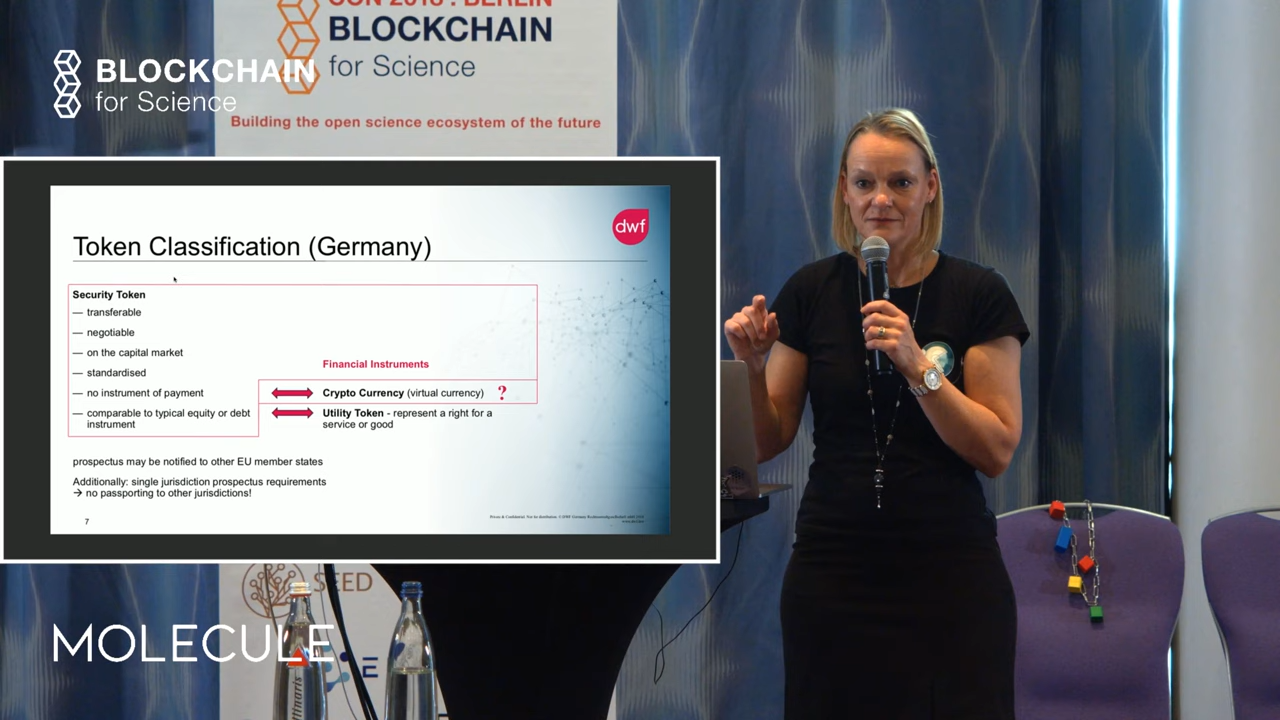 CON 2018 : BERLIN
BLOCKCHAIN
for Science
Building the open science ecosystem of the future
BLOCKCHAIN
for Science
dwf
Token Classification (Germany)
Security Token
— transferable
— negotiable
— on the capital market
— standardised
— no instrument of payment
— comparable to typical equity or debt
instrument
Financial Instruments
Crypto Currency (virtual currency) ?
Utility Token - represent a right for a
service or good
prospectus may be notified to other EU member states
Additionally: single jurisdiction prospectus requirements
→ no passporting to other jurisdictions!
7
SEED
MOLECULE
E